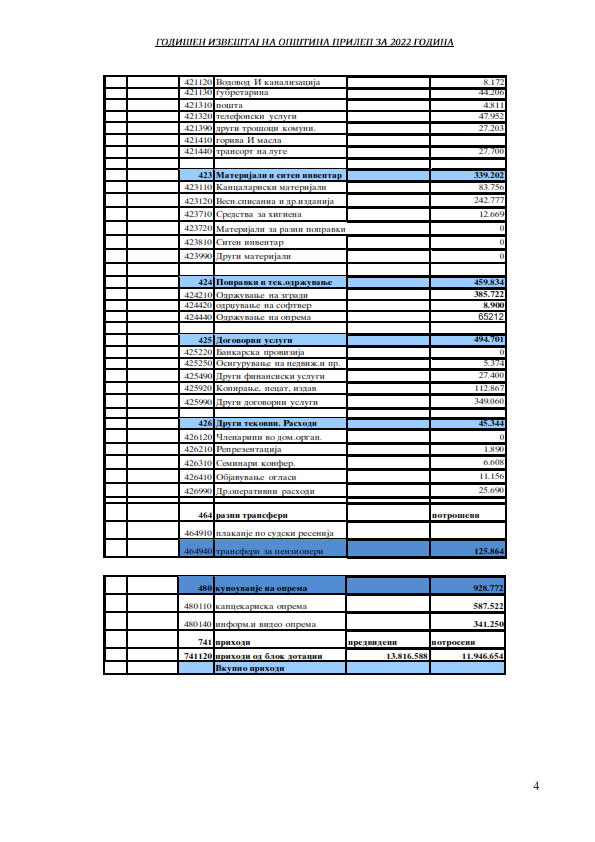 ГОДИШЕН ИЗВЕШТАЈ НА ОПШТИНА ПРИЛЕП ЗА 2022 ГОДИНА
421120 Водовод И канализација 8.172
421130 ѓубретарина 44.206
421310 пошта 4.811
421320 телефонски услуги 47.952
421390 други трошоци комуни. 27.203
421410 горива И масла
421440 трансорт на луге 27.700
423 Материјали и ситен инвентар 339.202
423110 Канцалариски материјали 83.756
423120 Весн.списаниа и др.изданија 242.777
423710 Средства за хигиена 12.669
423720 Материјали за разни поправки 0
423810 Ситен инвентар 0
423990 Други материјали 0
424 Поправки и тек.одржување 459.834
424210 Одржување на згради 385.722
424420 одрџување на софтвер 8.900
424440 Одржување на опрема 65212
425 Договорни услуги 494.701
425220 Банкарска провизија 0
425250 Осигурување на недвиж.и пр. 5.374
425490 Други финансиски услуги 27.400
425920 Копирање, пецат, издав 112.867
425990 Други договорни услуги 349.060
426 Други тековни. Расходи 45.344
426120 Членарини во дом.орган. 0
426210 Репрезентација 1.890
426310 Семинари конфер. 6.608
426410 Објавување огласи 11.156
426990 Др.оперативни расходи 25.690
464 разни трансфери потрошени
464910 плаканје по судски ресенија
464940 трансфери за пензионери 125.864
480 купоуванје на опрема 928.772
480110 канцекариска опрема 587.522
480140 информ.и видео опрема 341.250
741 приходи предвидени потросени
741120 приходи од блок дотации 13.816.588 11.946.654
Вкупно приходи
4